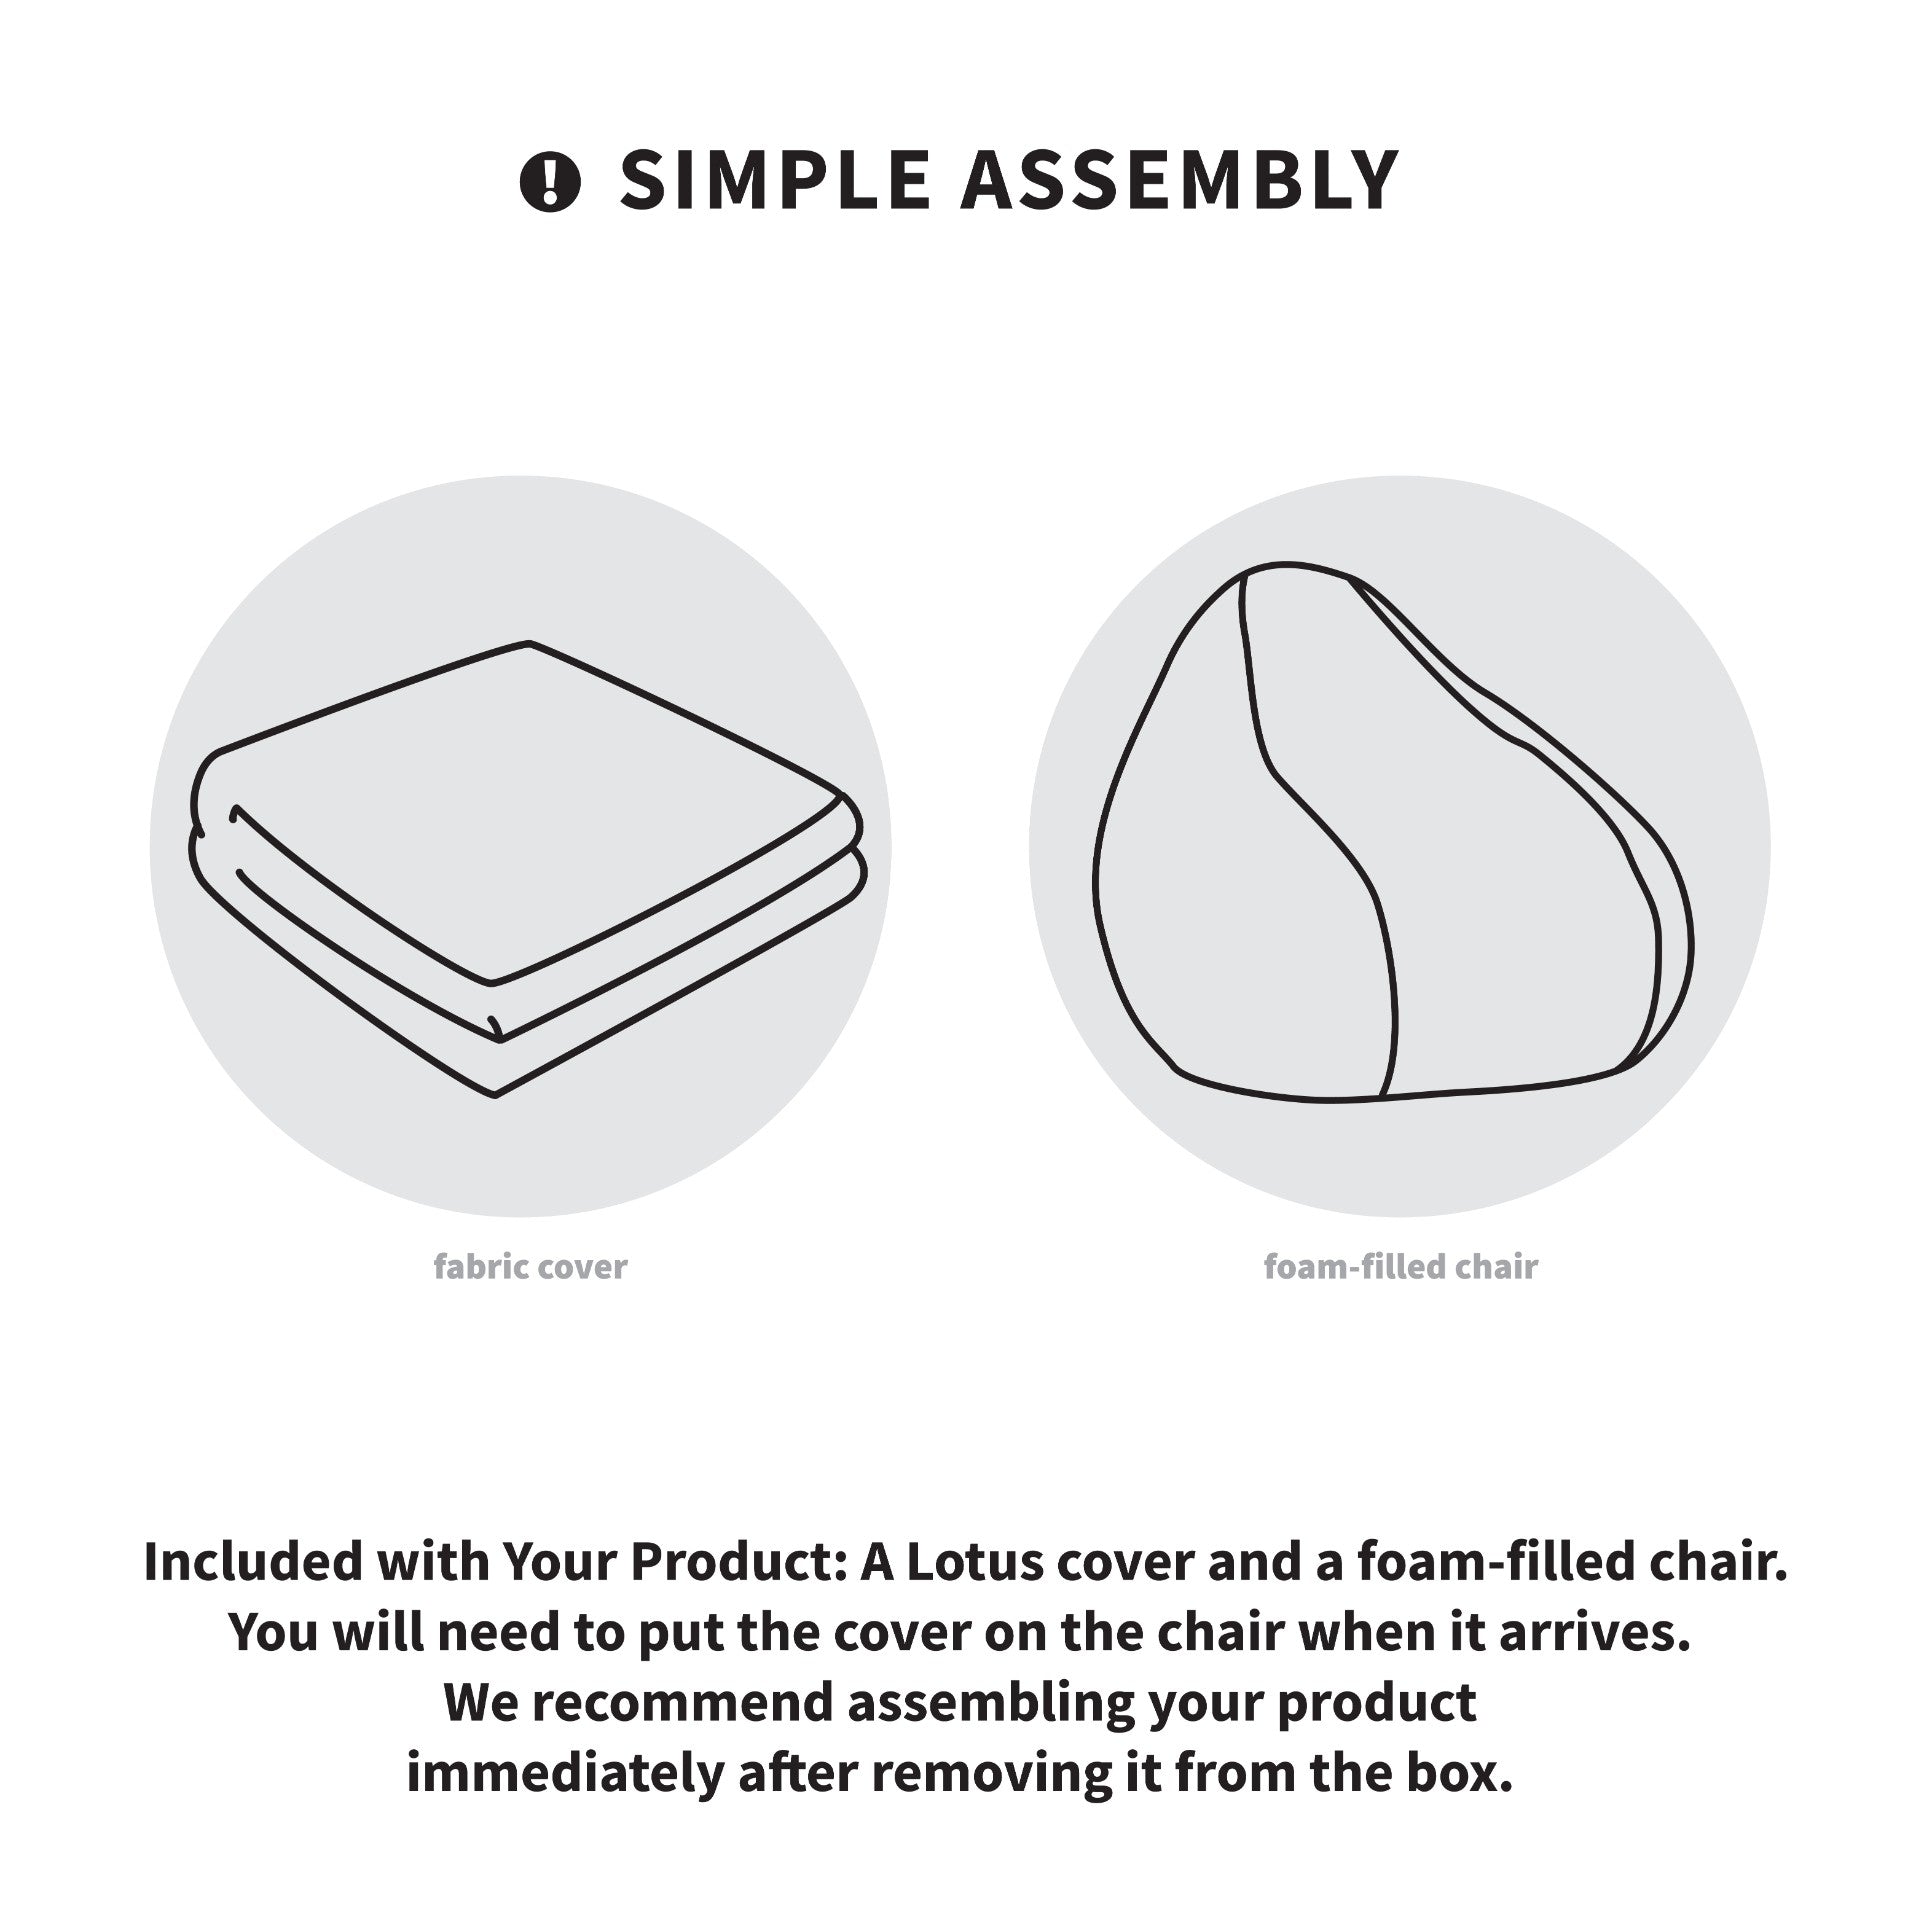 ! SIMPLE ASSEMBLY
fabric cover
foam-filled chair
Included with Your Product: A Lotus cover and a foam-filled chair.
You will need to put the cover on the chair when it arrives.
We recommend assembling your product
immediately after removing it from the box.